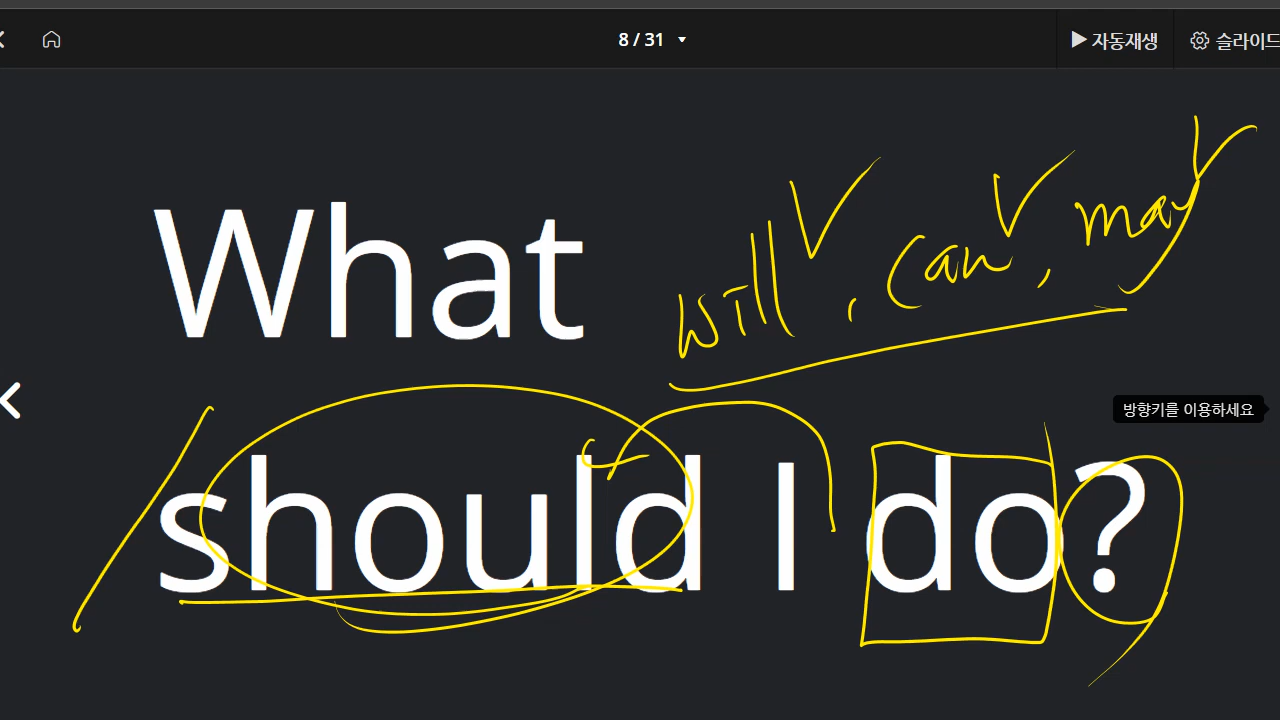 8 / 31
자동재생
슬라이드
What
will, can, may
방향키를 이용하세요
should I do?